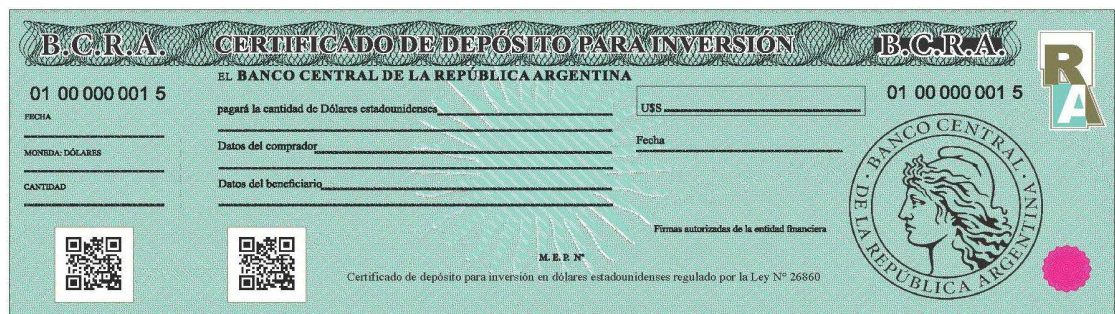 B.C.R.A.
CERTIFICADO DE DEPÓSITO PARA INVERSIÓN
B.C.R.A.
RA
EL BANCO CENTRAL DE LA REPÚBLICA ARGENTINA
01 00 000 001 5
01 00 000 001 5
FECHA
MONEDA: DÓLARES
CANTIDAD
pagará la cantidad de Dólares estadounidenses
U$S
Datos del comprador
Fecha
Datos del beneficiario
Firmas autorizadas de la entidad financiera
M.E.P. Nº
Certificado de depósito para inversión en dólares estadounidenses regulado por la Ley N° 26860
BANCO CENTRAL · DE LA REPÚBLICA ARGENTINA ·